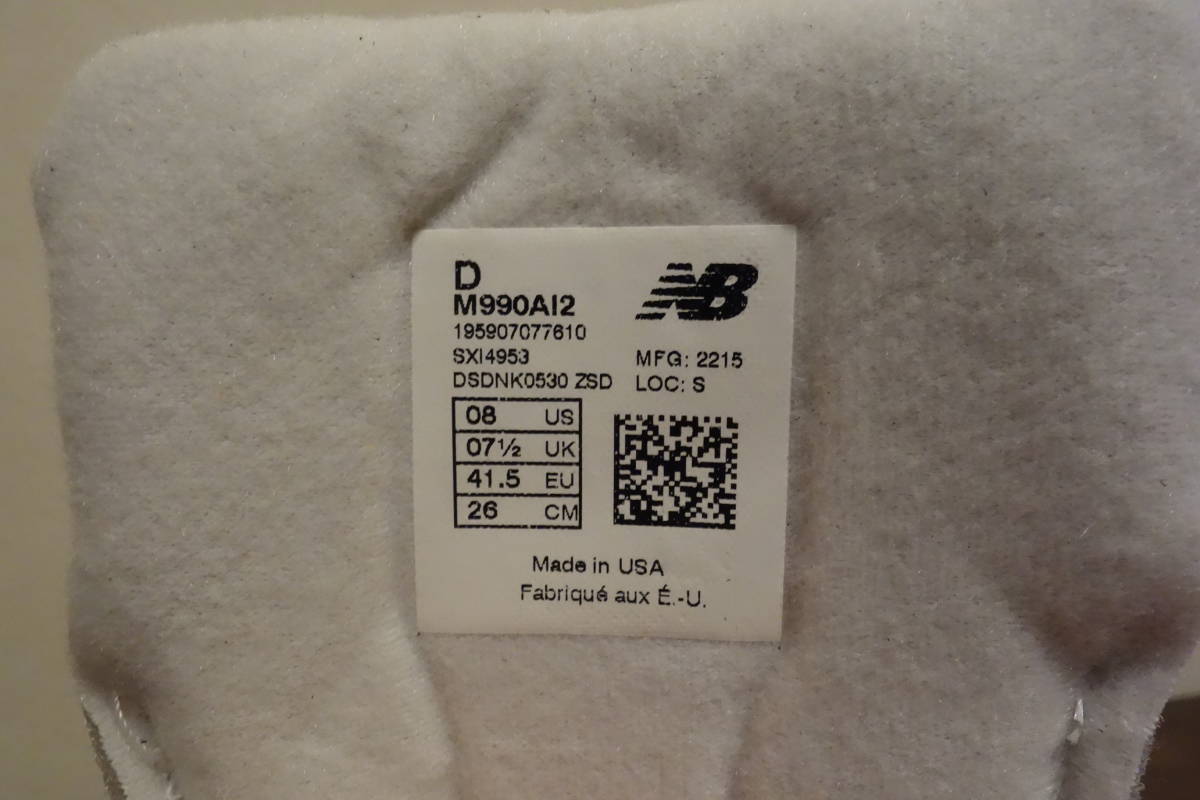 D
M990AI2
NB
195907077610
SXI4953
MFG: 2215
DSDNK0530 ZSD
LOC: S
08 US
07½ UK
41.5 EU
26 CM
Made in USA
Fabriqué aux É.-U.